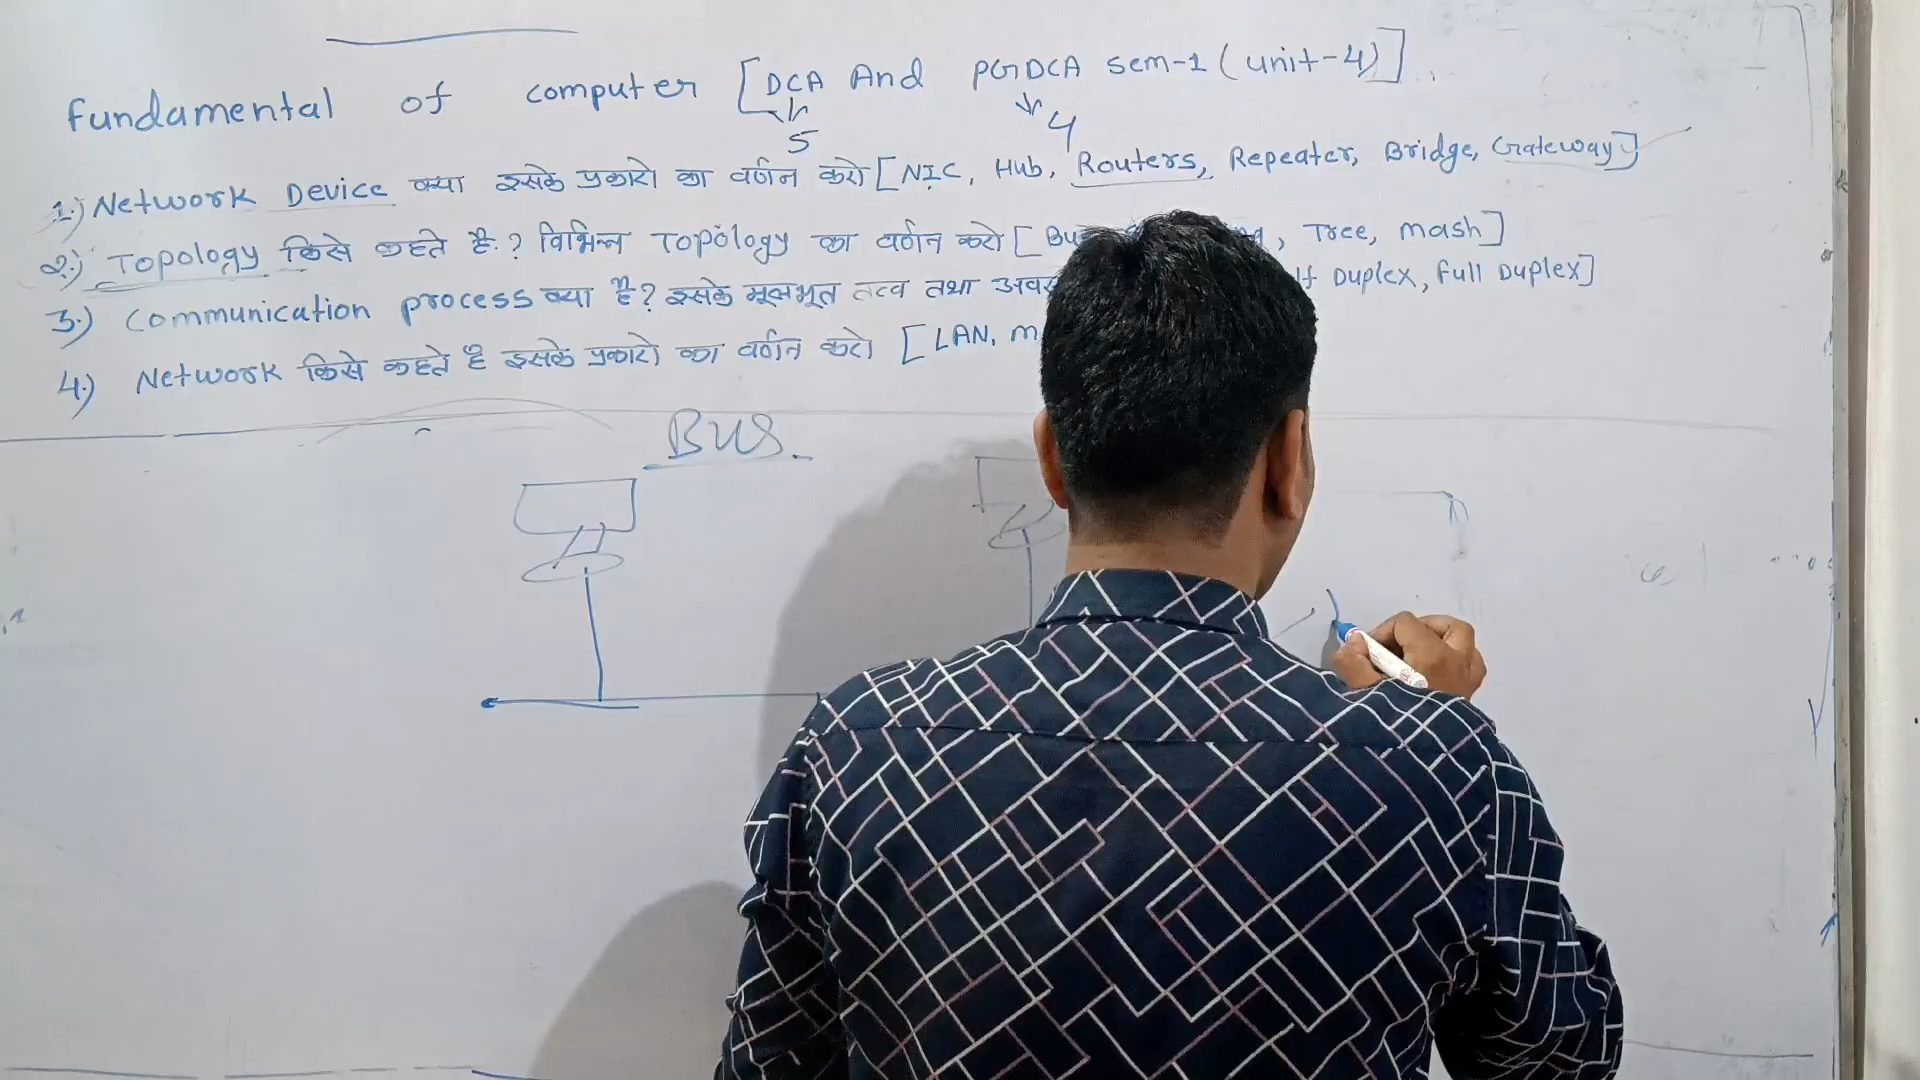 Fundamental of computer [DCA And PGDCA sem-1 (unit-4)]
5 4
1.) Network Device क्या इसके प्रकारो का वर्णन करो [NIC, Hub, Routers, Repeater, Bridge, Gateway]
2.) Topology किसे कहते है.? विभिन्न Topology का वर्णन करो [Bu , Tree, mash]
3.) Communication process क्या है? इसके मूलभूत तत्व तथा Duplex, Full Duplex]
4.) Network किसे कहते है इसके प्रकारो का वर्णन करो [LAN, m
BUS